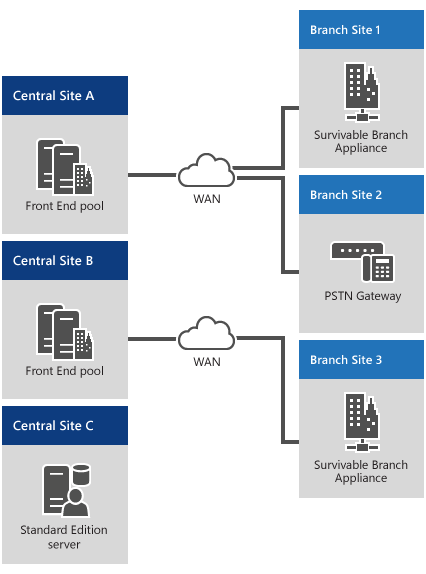 Central Site A
Front End pool
Central Site B
Front End pool
Central Site C
Standard Edition
server
WAN
WAN
Branch Site 1
Survivable Branch
Appliance
Branch Site 2
PSTN Gateway
Branch Site 3
Survivable Branch
Appliance